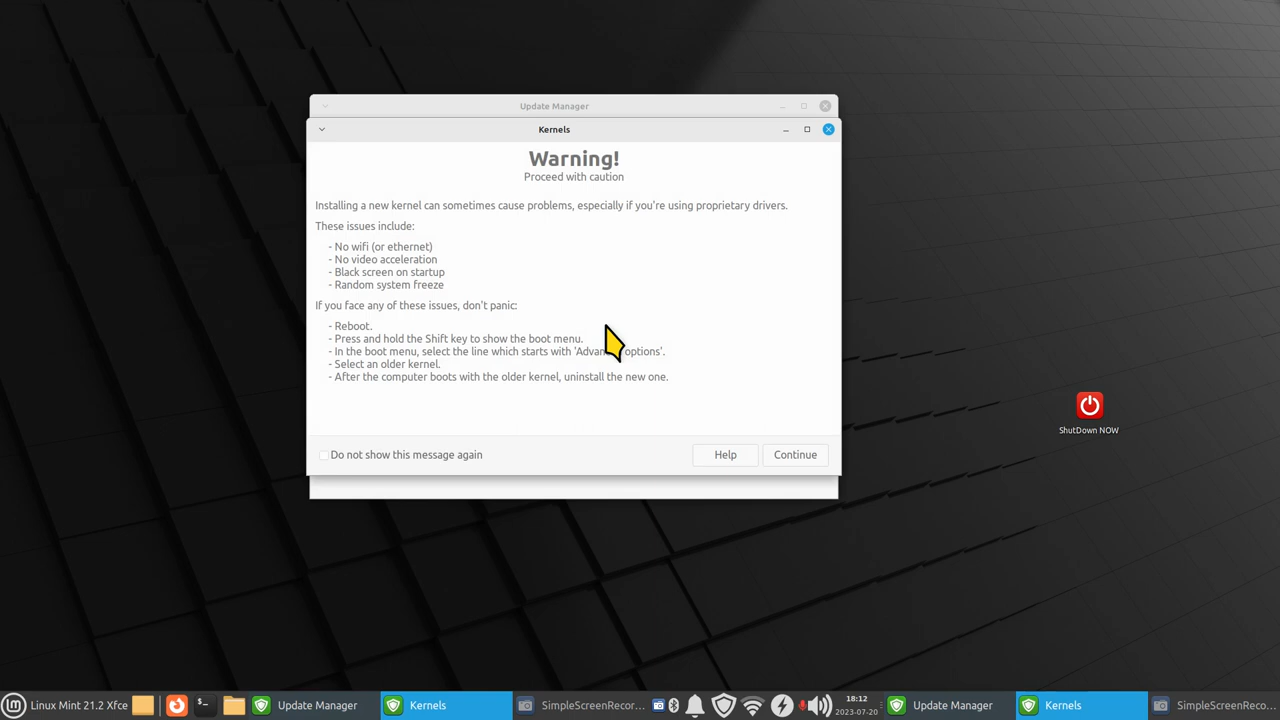 Update Manager
Kernels
Warning!
Proceed with caution
Installing a new kernel can sometimes cause problems, especially if you're using proprietary drivers.
These issues include:
- No wifi (or ethernet)
- No video acceleration
- Black screen on startup
- Random system freeze
If you face any of these issues, don't panic:
- Reboot.
- Press and hold the Shift key to show the boot menu.
- In the boot menu, select the line which starts with 'Advan options'.
- Select an older kernel.
- After the computer boots with the older kernel, uninstall the new one.
Do not show this message again
Help
Continue
ShutDown NOW
Linux Mint 21.2 Xfce
Update Manager
Kernels
SimpleScreenRecor...
18:12
2023-07-20
Update Manager
Kernels
SimpleScreenReco...